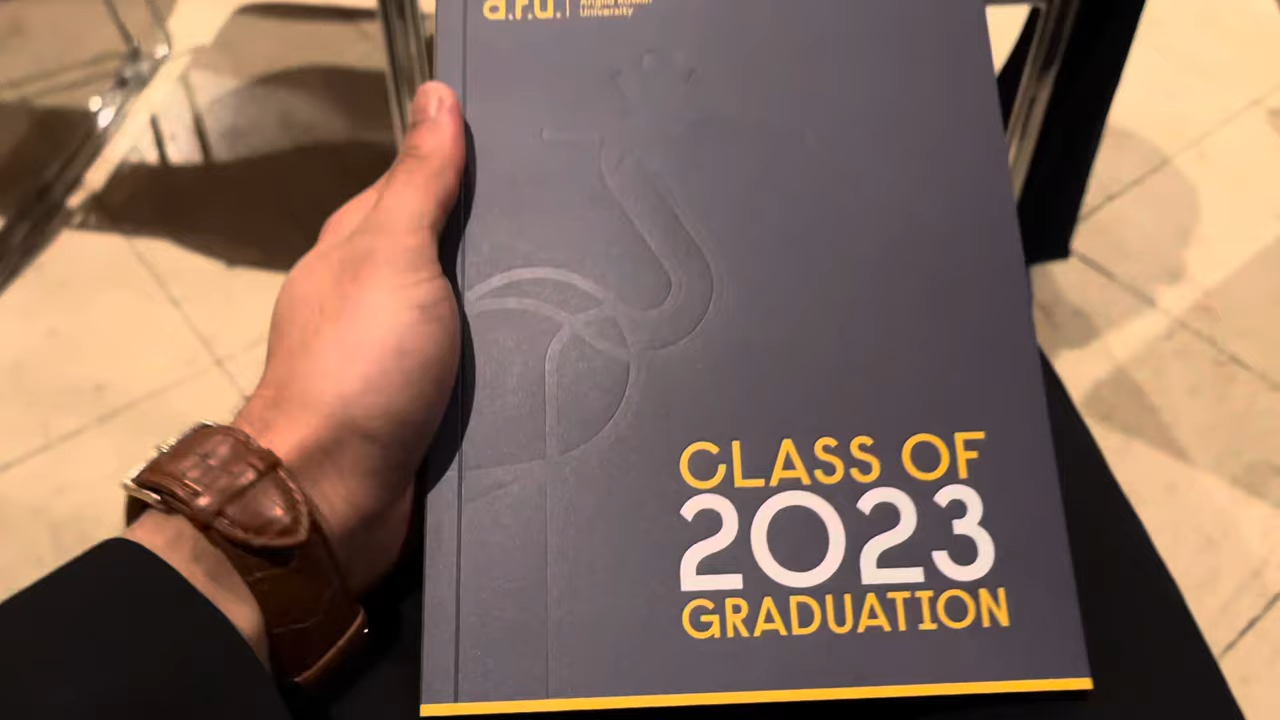 a.r.u.
Anglia Ruskin
University
CLASS OF
2023
GRADUATION